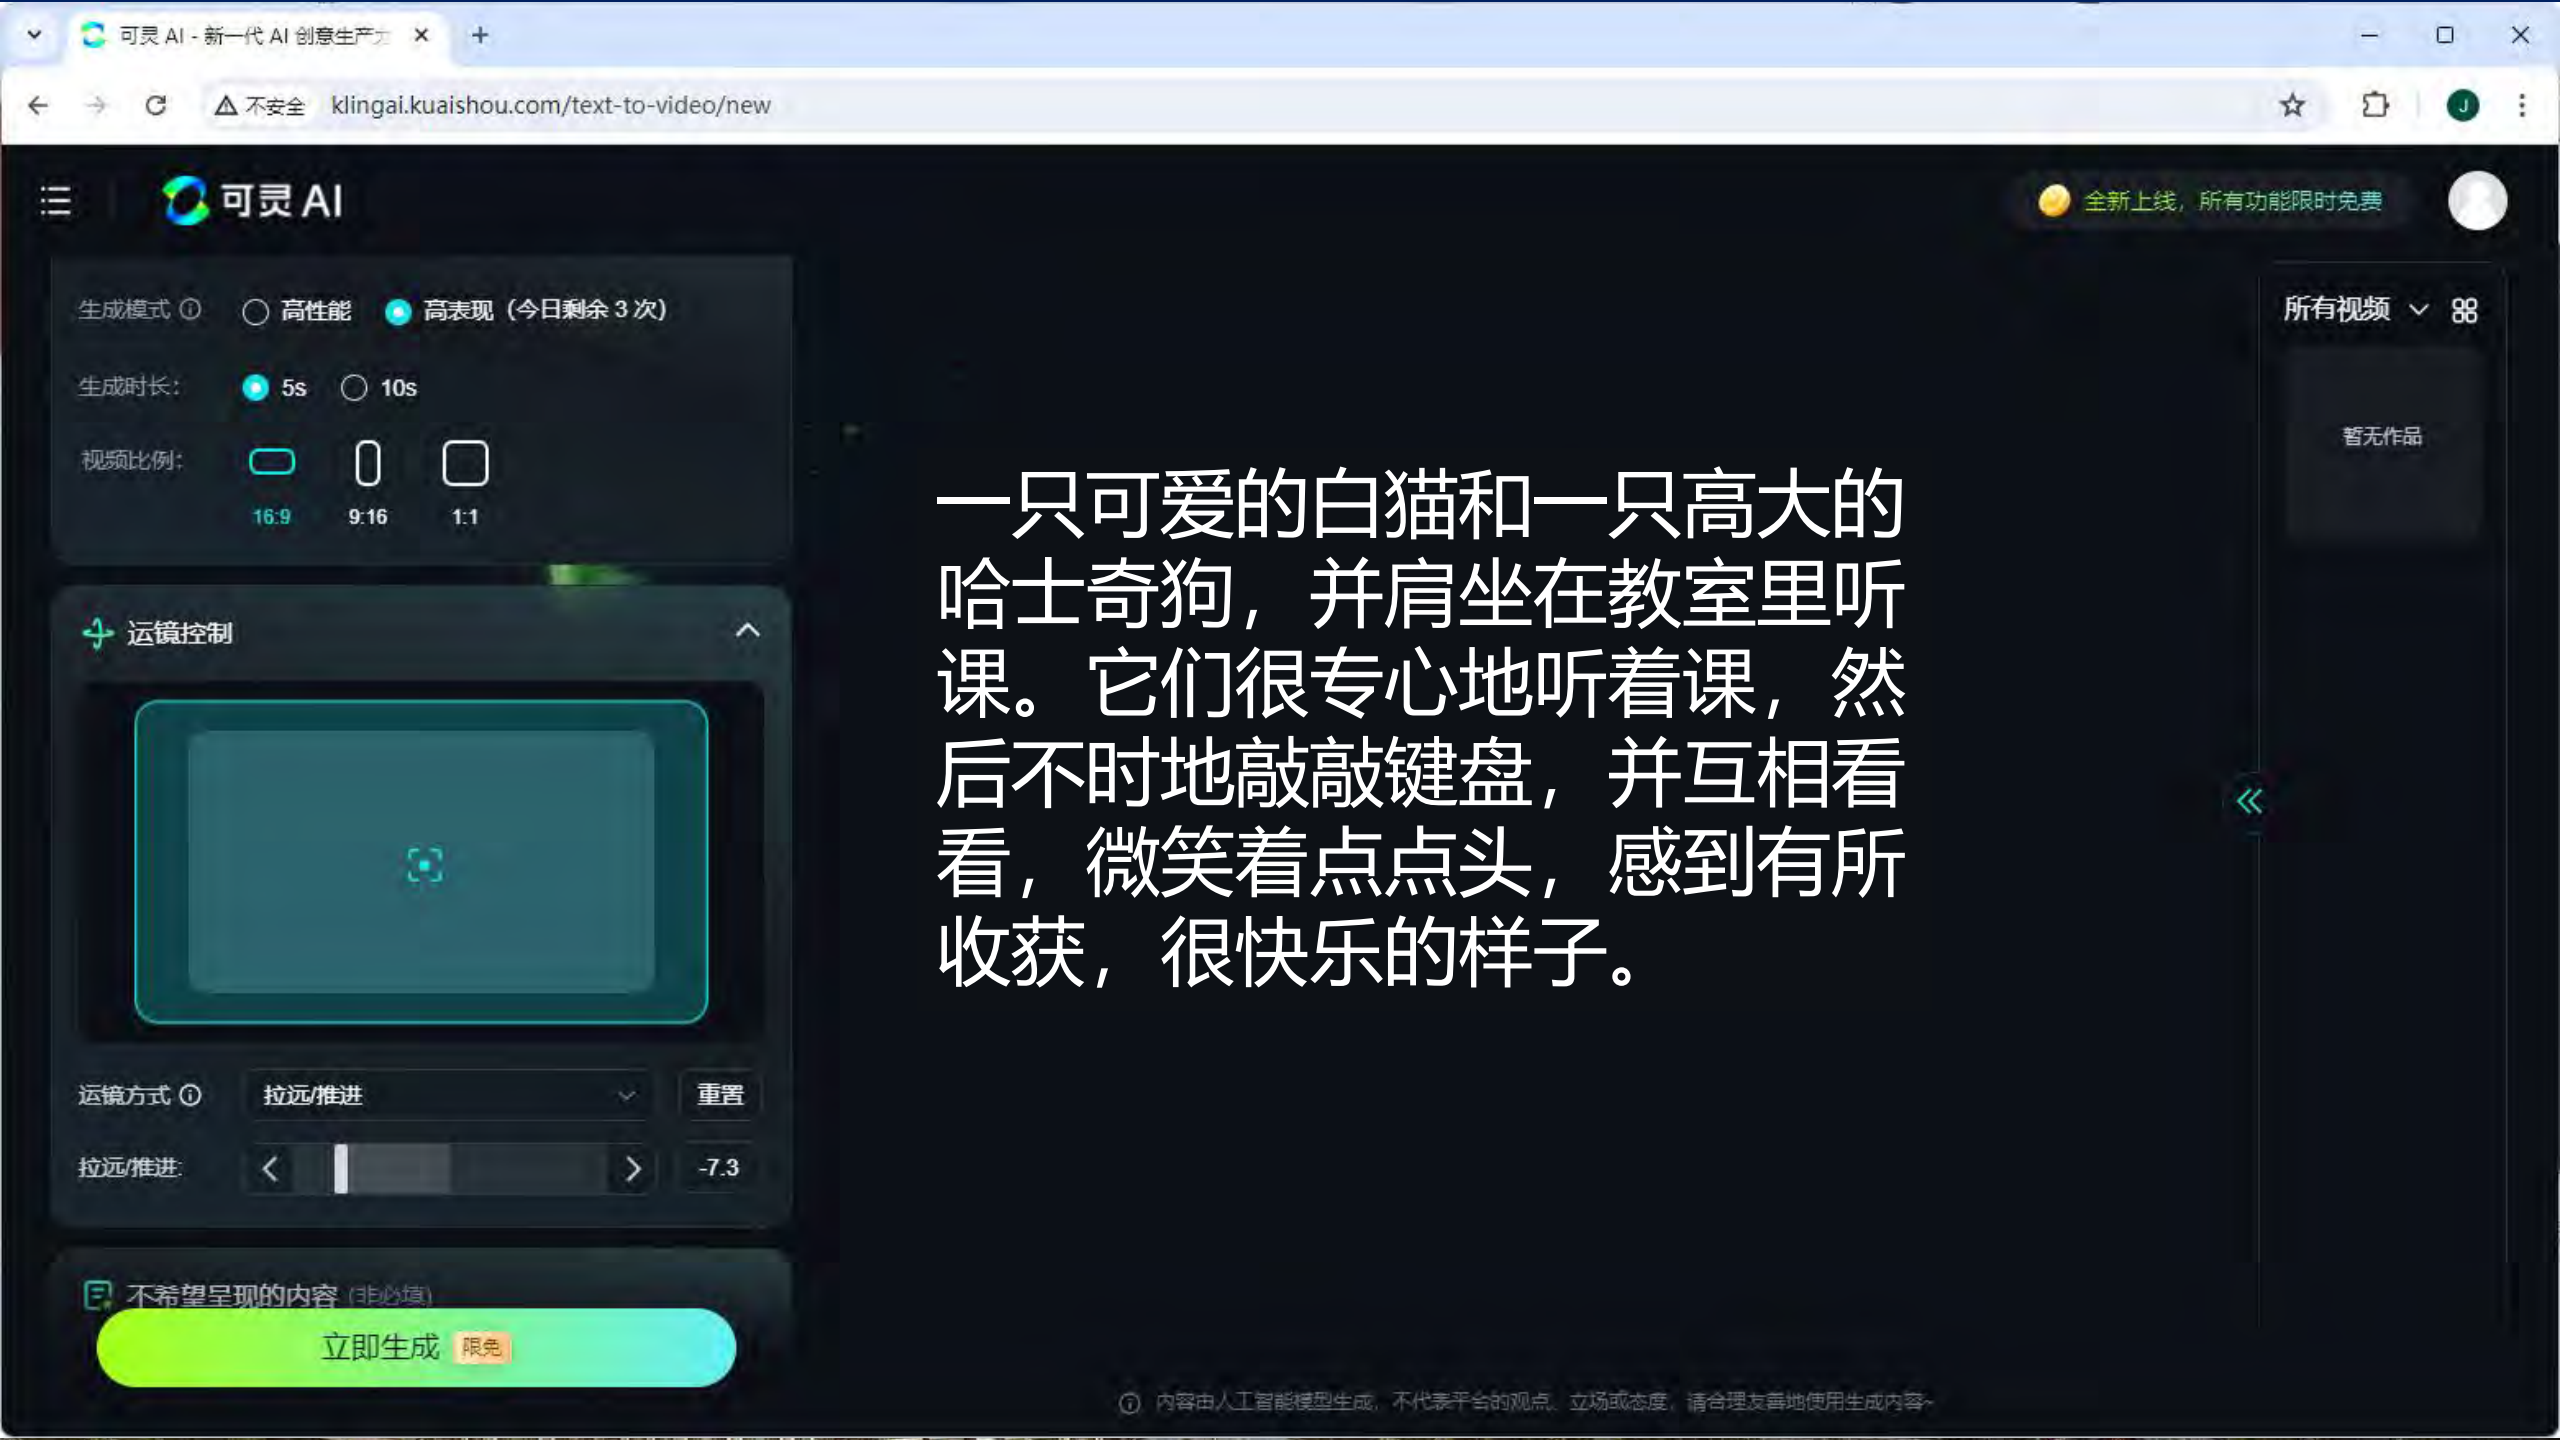 可灵 AI - 新一代 AI 创意生产
不安全 klingai.kuaishou.com/text-to-video/new
J
可灵 AI
全新上线，所有功能限时免费
生成模式 高性能 高表现（今日剩余 3 次）
生成时长： 5s 10s
视频比例：
16:9 9:16 1:1
运镜控制
运镜方式 拉远/推进 重置
拉远/推进: -7.3
不希望呈现的内容 (非必填)
立即生成 限免
一只可爱的白猫和一只高大的
哈士奇狗，并肩坐在教室里听
课。它们很专心地听着课，然
后不时地敲敲键盘，并互相看
看，微笑着点点头，感到有所
收获，很快乐的样子。
所有视频
暂无作品
内容由人工智能模型生成，不代表平台的观点、立场或态度，请合理友善地使用生成内容~